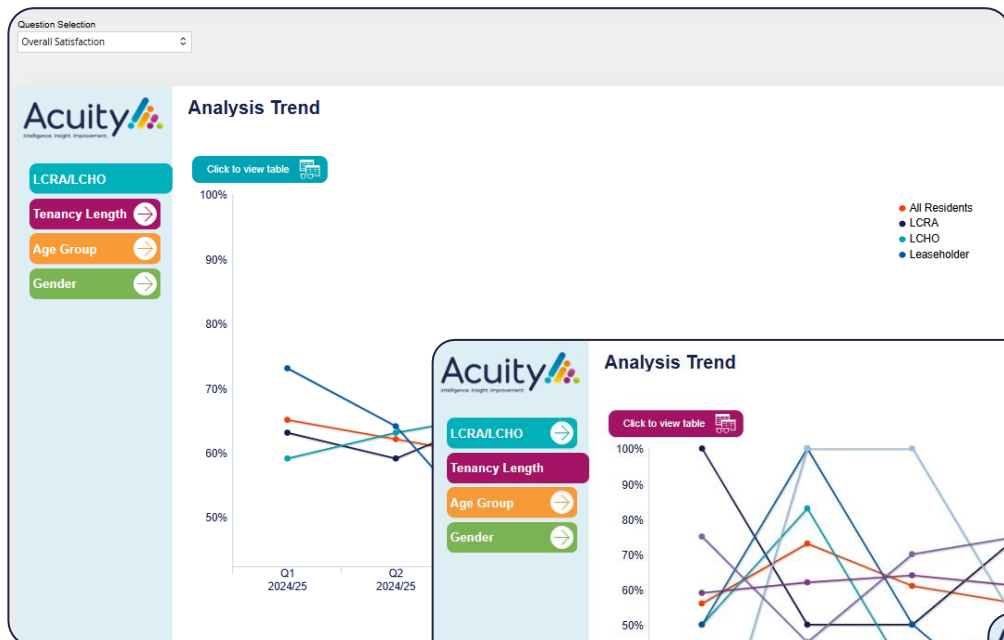 Question Selection
Overall Satisfaction
Acuity
intelligence insight improvement
Analysis Trend
LCRA/LCHO
Tenancy Length
Age Group
Gender
Click to view table
100%
90%
80%
70%
60%
50%
Q1
2024/25
Q2
2024/25
All Residents
LCRA
LCHO
Leaseholder
Acuity
intelligence insight improvement
Analysis Trend
LCRA/LCHO
Tenancy Length
Age Group
Gender
Click to view table
100%
90%
80%
70%
60%
50%